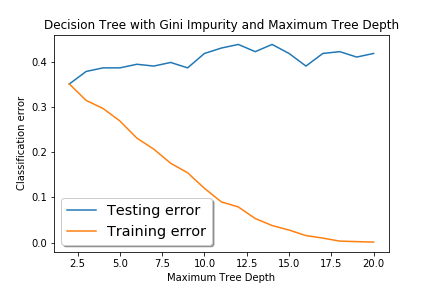 Decision Tree with Gini Impurity and Maximum Tree Depth
Classification error
0.4
0.3
0.2
0.1
0.0
Testing error
Training error
2.5 5.0 7.5 10.0 12.5 15.0 17.5 20.0
Maximum Tree Depth